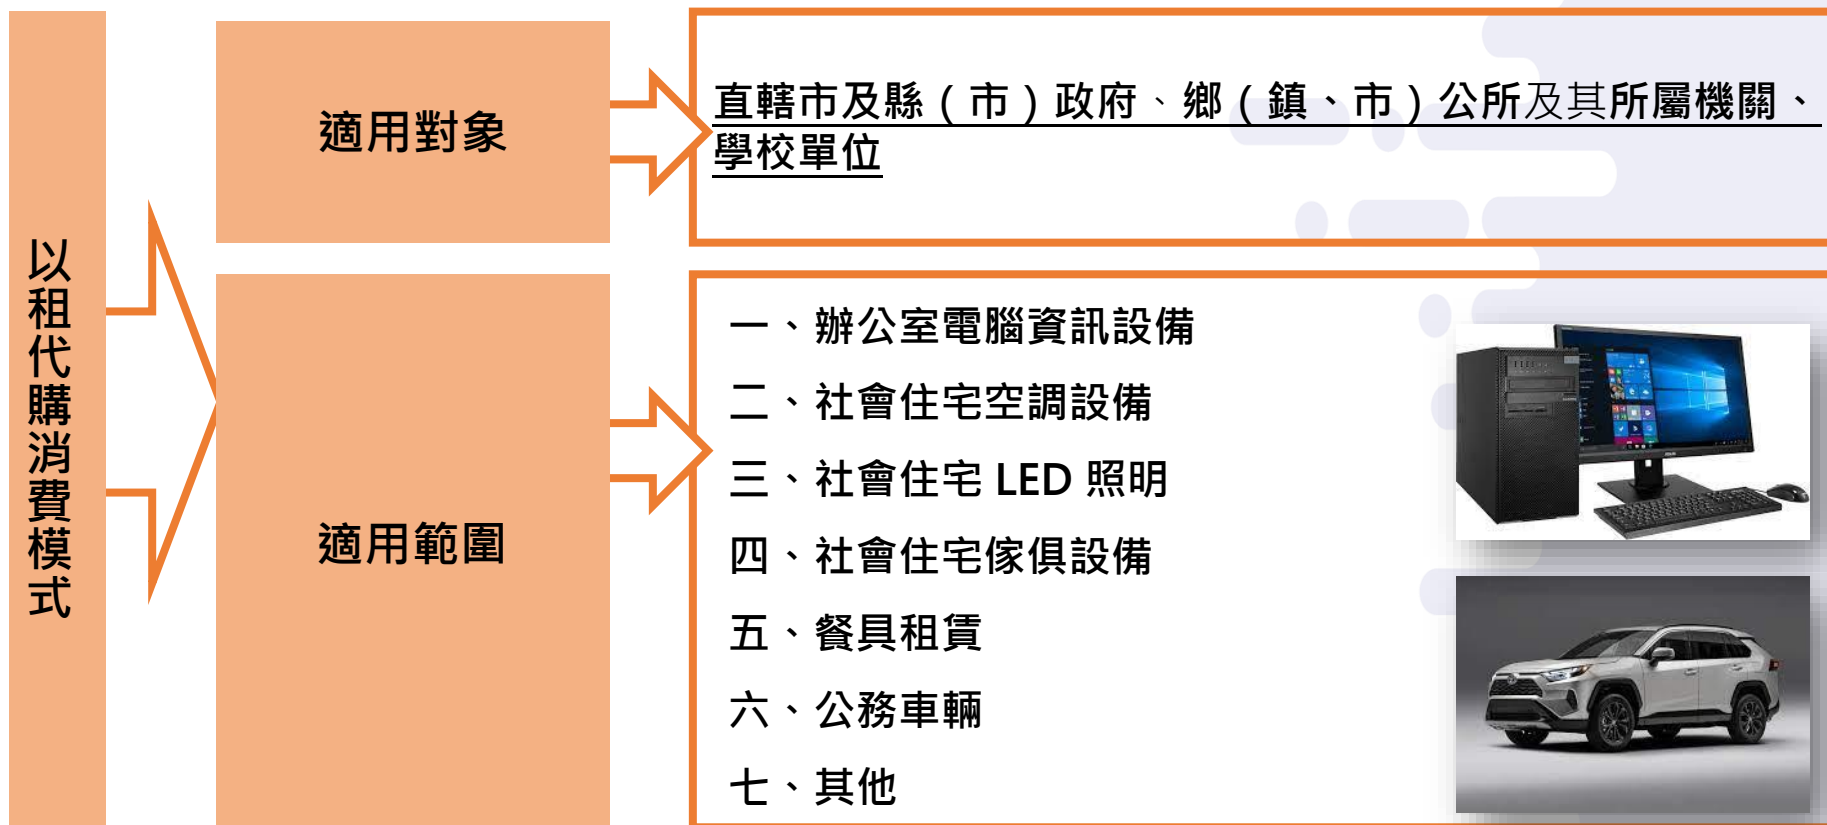 以租代購消費模式
適用對象
直轄市及縣（市）政府、鄉（鎮、市）公所及其所屬機關、
學校單位
適用範圍
一、辦公室電腦資訊設備
二、社會住宅空調設備
三、社會住宅 LED 照明
四、社會住宅傢俱設備
五、餐具租賃
六、公務車輛
七、其他